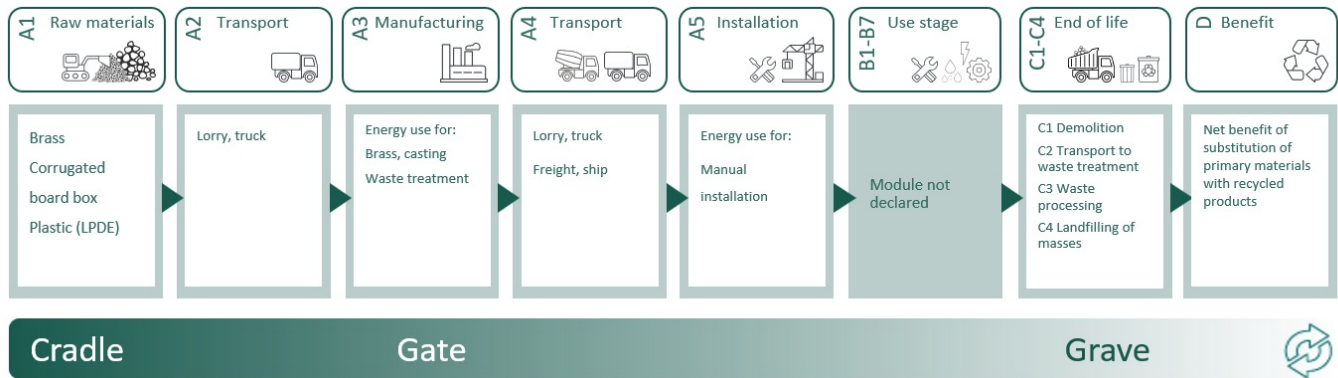 A1 Raw materials
A2 Transport
A3 Manufacturing
A4 Transport
A5 Installation
B1-B7 Use stage
C1-C4 End of life
D Benefit
Brass
Corrugated
board box
Plastic (LPDE)
Lorry, truck
Energy use for:
Brass, casting
Waste treatment
Lorry, truck
Freight, ship
Energy use for:
Manual
installation
Module not
declared
C1 Demolition
C2 Transport to
waste treatment
C3 Waste
processing
C4 Landfilling of
masses
Net benefit of
substitution of
primary materials
with recycled
products
Cradle
Gate
Grave